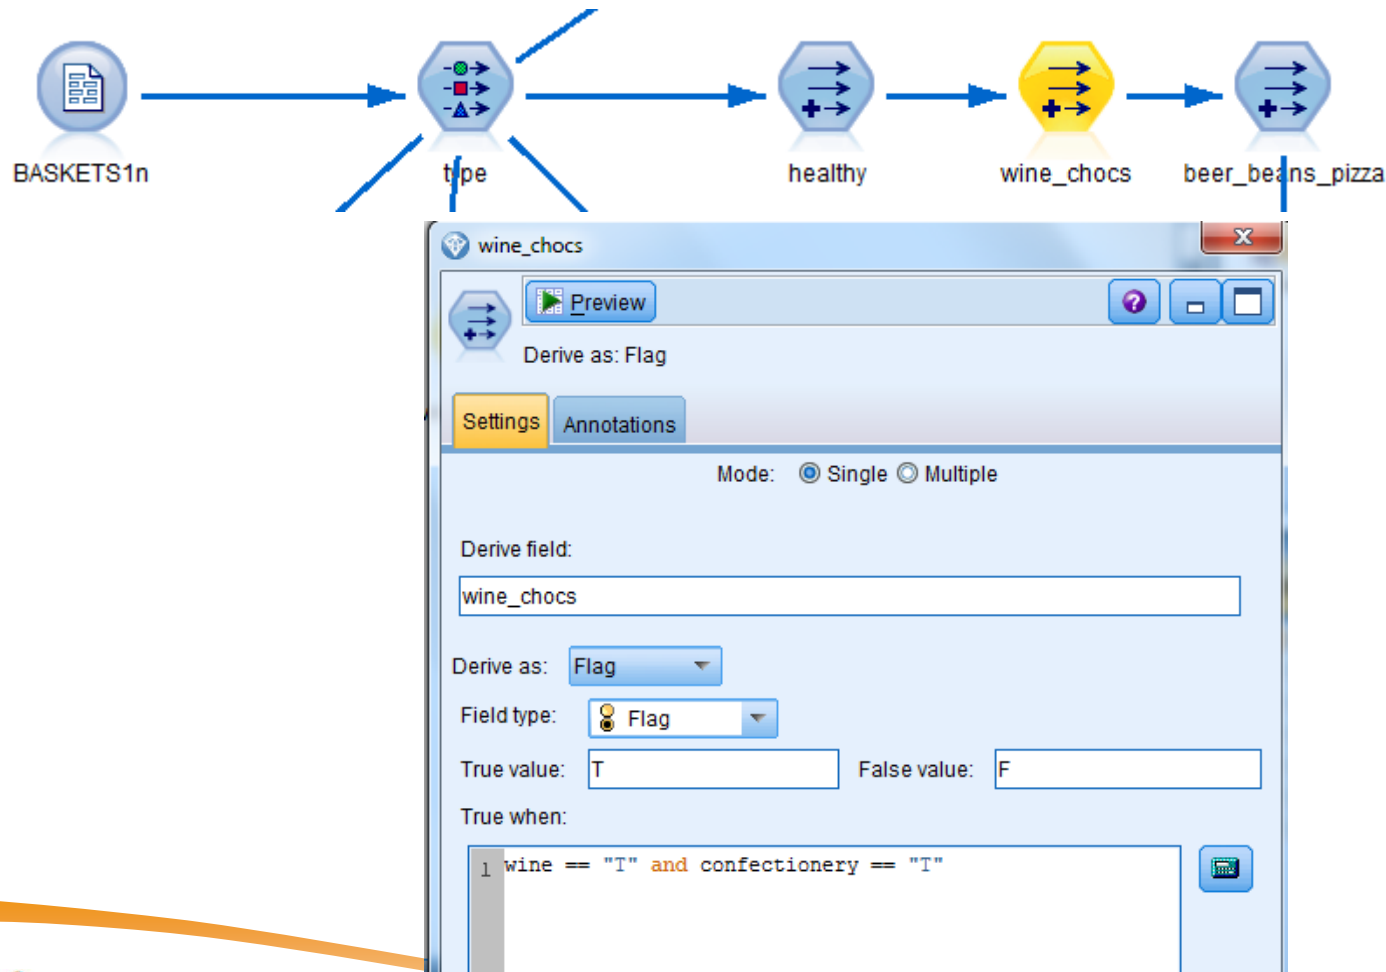 BASKETS1n type healthy wine_chocs beer_beans_pizza
wine_chocs
Preview
Derive as: Flag
Settings Annotations
Mode: Single Multiple
Derive field:
wine_chocs
Derive as: Flag
Field type: Flag
True value: T False value: F
True when:
1 wine == "T" and confectionery == "T"